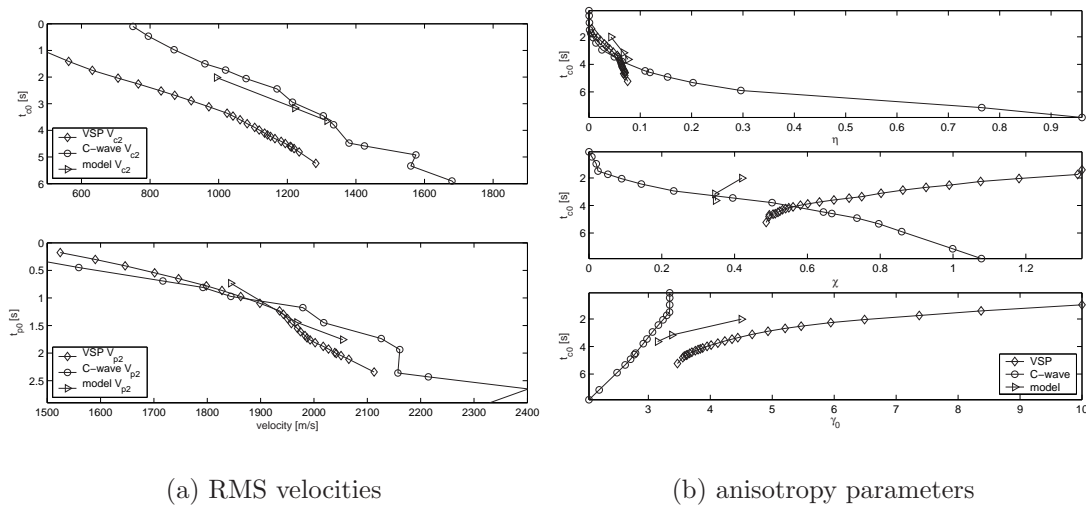 0
1
2
3
4
5
6
t_c0 [s]
VSP V_c2
C-wave V_c2
model V_c2
600 800 1000 1200 1400 1600 1800
0
0.5
1.0
1.5
2.0
2.5
t_p0 [s]
VSP V_p2
C-wave V_p2
model V_p2
1500 1600 1700 1800 1900 2000 2100 2200 2300 2400
velocity [m/s]
(a) RMS velocities
2
4
6
t_c0 [s]
0 0.1 0.2 0.3 0.4 0.5 0.6 0.7 0.8 0.9
η
0
2
4
6
t_c0 [s]
0 0.2 0.4 0.6 0.8 1 1.2
χ
0
2
4
6
8
t_c0 [s]
VSP
C-wave
model
3 4 5 6 7 8 9 10
γ_0
(b) anisotropy parameters